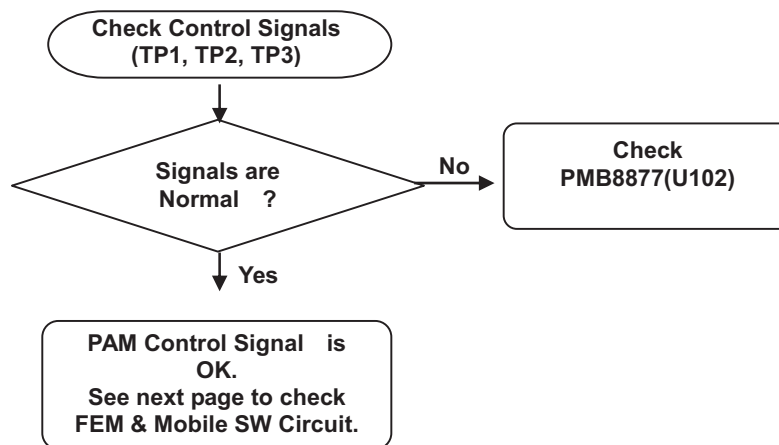 Check Control Signals
(TP1, TP2, TP3)
Signals are
Normal ?
No
Check
PMB8877(U102)
Yes
PAM Control Signal is
OK.
See next page to check
FEM & Mobile SW Circuit.